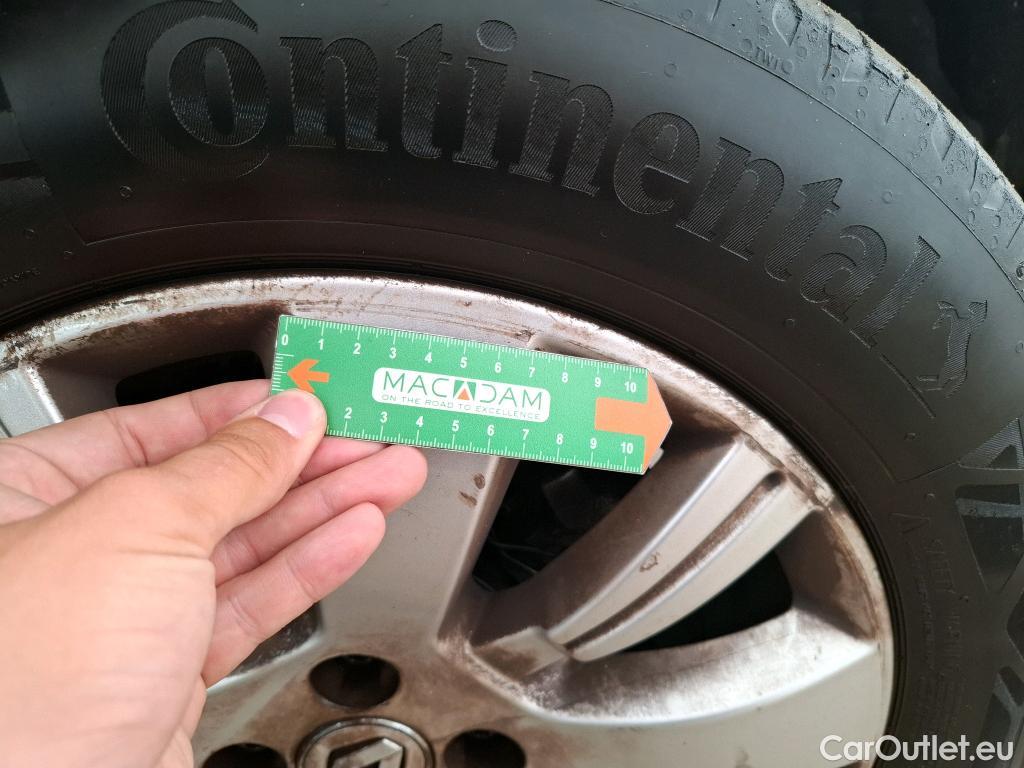 Continental
TWI
0 1 2 3 4 5 6 7 8 9 10
MACADAM
ON THE ROAD TO EXCELLENCE
2 3 4 5 6 7 8 9 10
CarOutlet.eu